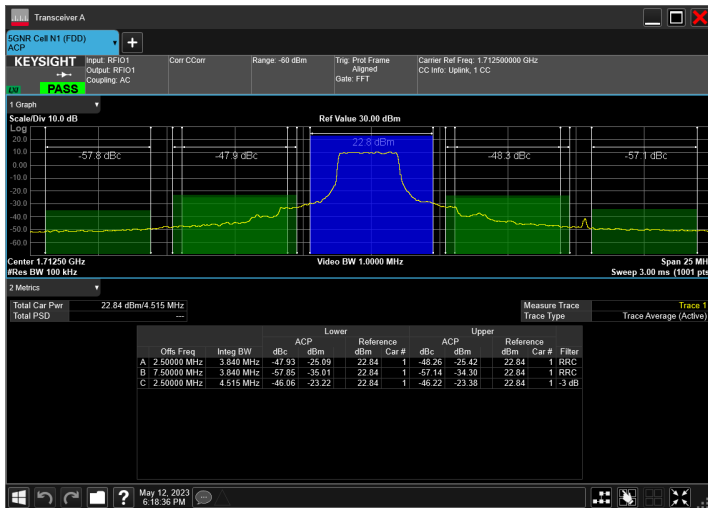 Transceiver A
5GNR Cell N1 (FDD)
ACP
KEYSIGHT
LXI
PASS
Input: RFIO1
Output: RFIO1
Coupling: AC
Corr CCorr
Range: -60 dBm
Trig: Prot Frame
Aligned
Gate: FFT
Carrier Ref Freq: 1.712500000 GHz
CC Info: Uplink, 1 CC
1 Graph
Scale/Div 10.0 dB
Ref Value 30.00 dBm
Log
20.0
10.0
0.00
-10.0
-20.0
-30.0
-40.0
-50.0
-60.0
-57.8 dBc
-47.9 dBc
22.8 dBm
-48.3 dBc
-57.1 dBc
Center 1.71250 GHz
Video BW 1.0000 MHz
Span 25 MH
#Res BW 100 kHz
Sweep 3.00 ms (1001 pts
2 Metrics
Total Car Pwr 22.84 dBm/4.515 MHz
Total PSD ---
Measure Trace Trace 1
Trace Type Trace Average (Active)
Lower Upper
ACP Reference ACP Reference
Offs Freq Integ BW dBc dBm dBm Car # dBc dBm dBm Car # Filter
A 2.50000 MHz 3.840 MHz -47.93 -25.09 22.84 1 -48.26 -25.42 22.84 1 RRC
B 7.50000 MHz 3.840 MHz -57.85 -35.01 22.84 1 -57.14 -34.30 22.84 1 RRC
C 2.50000 MHz 4.515 MHz -46.06 -23.22 22.84 1 -46.22 -23.38 22.84 1 -3 dB
?
May 12, 2023
6:18:36 PM